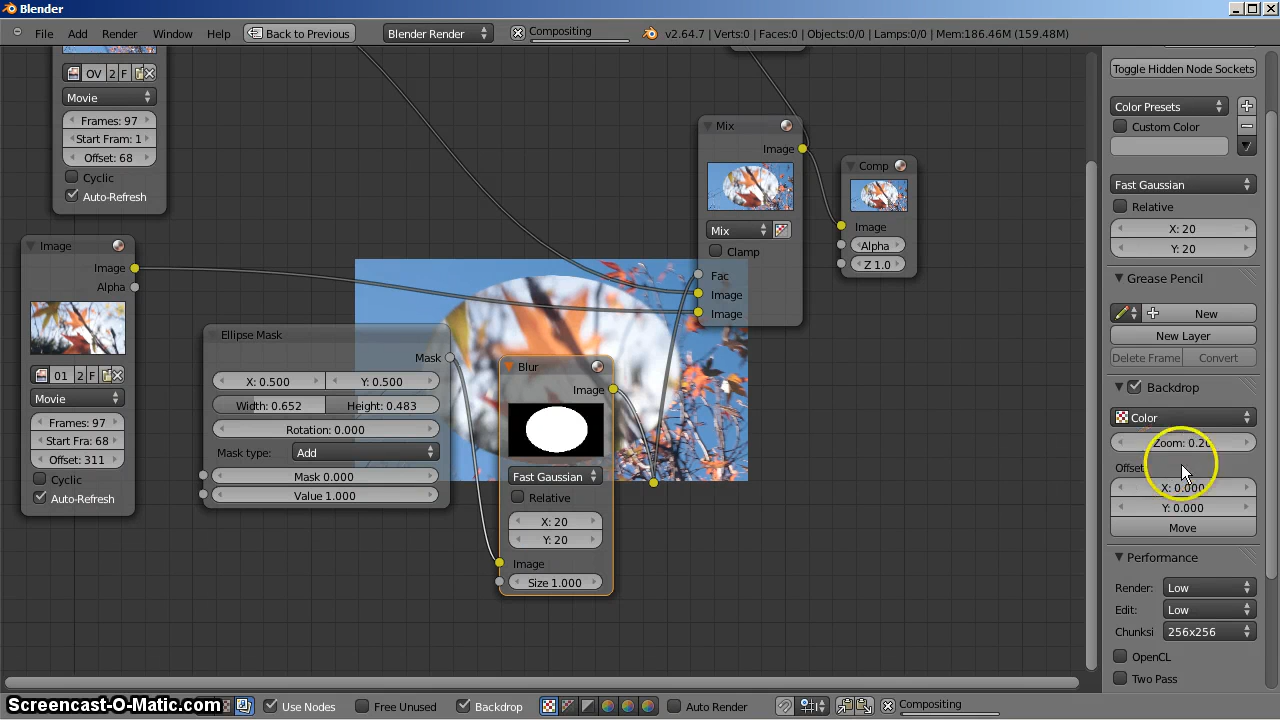 Blender
File Add Render Window Help Back to Previous Blender Render Compositing v2.64.7 | Verts:0 | Faces:0 | Objects:0/0 | Lamps:0/0 | Mem:186.46M (159.48M)
OV 2 F
Movie
Frames: 97
Start Fram: 1
Offset: 68
Cyclic
Auto-Refresh
Image
Image
Alpha
01 2 F
Movie
Frames: 97
Start Fra: 68
Offset: 311
Cyclic
Auto-Refresh
Ellipse Mask
Mask
X: 0.500 Y: 0.500
Width: 0.652 Height: 0.483
Rotation: 0.000
Mask type: Add
Mask 0.000
Value 1.000
Blur
Image
Fast Gaussian
Relative
X: 20
Y: 20
Image
Size 1.000
Mix
Image
Mix
Clamp
Fac
Image
Image
Comp
Image
Alpha
Z 1.0
Toggle Hidden Node Sockets
Color Presets
Custom Color
Fast Gaussian
Relative
X: 20
Y: 20
Grease Pencil
New
New Layer
Delete Frame Convert
Backdrop
Color
Zoom: 0.20
Offset
X: 0.000
Y: 0.000
Move
Performance
Render: Low
Edit: Low
Chunksi 256x256
OpenCL
Two Pass
Screencast-O-Matic.com
Use Nodes Free Unused Backdrop Auto Render Compositing